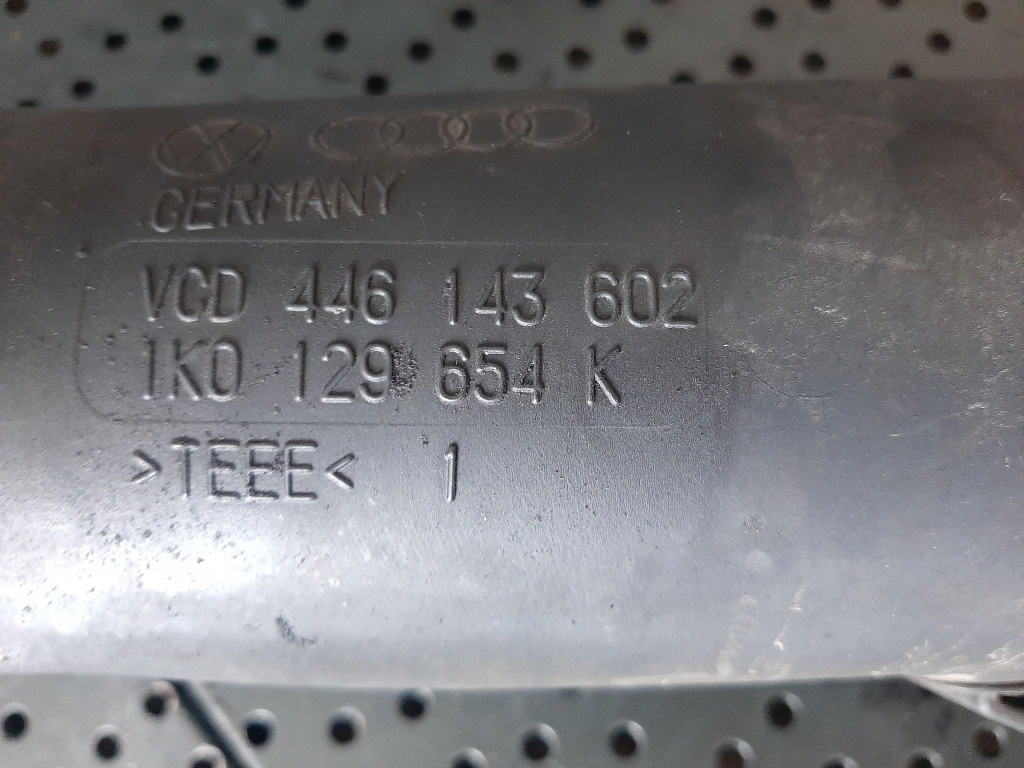 GERMANY
VCD 446 143 602
1K0 129 654 K
>TEEE< 1